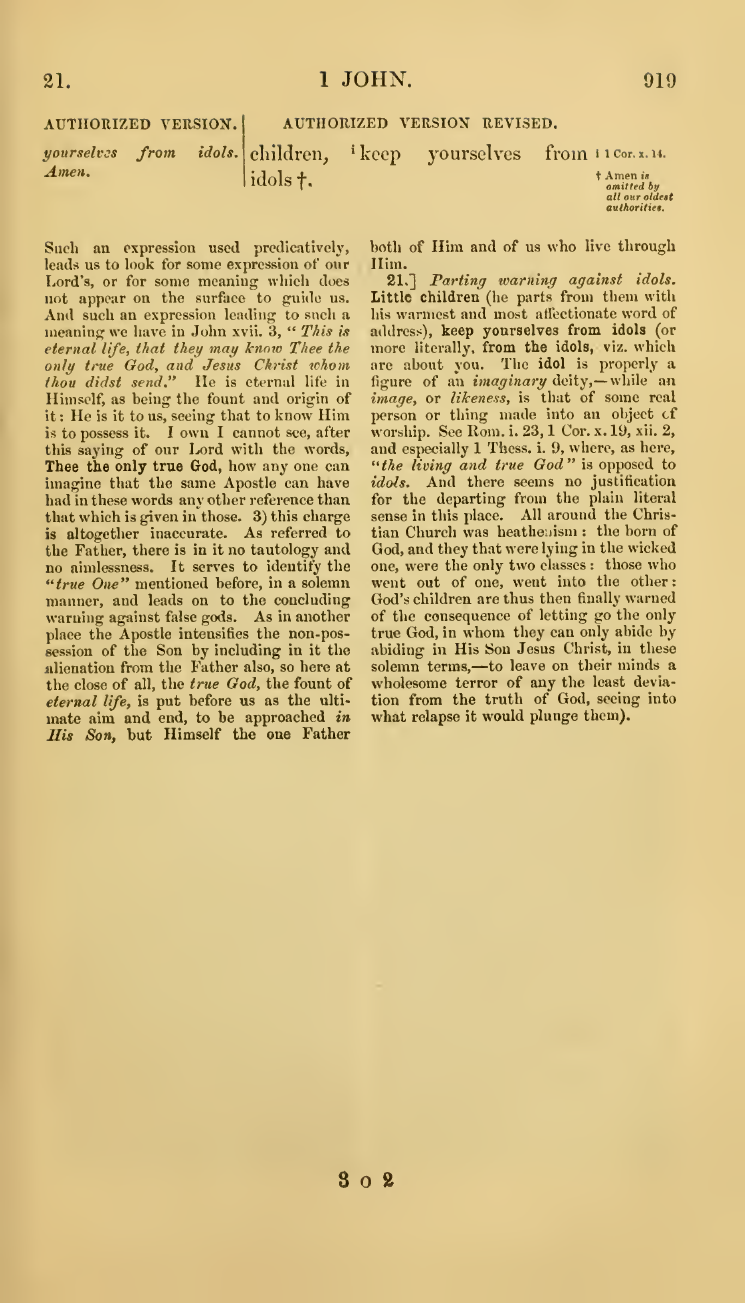 21. 1 JOHN. 919
AUTHORIZED VERSION.
yourselves from idols.
Amen.
AUTHORIZED VERSION REVISED.
children, ⁱ keep yourselves from
idols †.
i 1 Cor. x. 14.
† Amen is
omitted by
all our oldest
authorities.
Such an expression used predicatively,
leads us to look for some expression of our
Lord's, or for some meaning which does
not appear on the surface to guide us.
And such an expression leading to such a
meaning we have in John xvii. 3, “ This is
eternal life, that they may know Thee the
only true God, and Jesus Christ whom
thou didst send.” He is eternal life in
Himself, as being the fount and origin of
it: He is it to us, seeing that to know Him
is to possess it. I own I cannot see, after
this saying of our Lord with the words,
Thee the only true God, how any one can
imagine that the same Apostle can have
had in these words any other reference than
that which is given in those. 3) this charge
is altogether inaccurate. As referred to
the Father, there is in it no tautology and
no aimlessness. It serves to identify the
“true One” mentioned before, in a solemn
manner, and leads on to the concluding
warning against false gods. As in another
place the Apostle intensifies the non-pos-
session of the Son by including in it the
alienation from the Father also, so here at
the close of all, the true God, the fount of
eternal life, is put before us as the ulti-
mate aim and end, to be approached in
His Son, but Himself the one Father
both of Him and of us who live through
Him.
21.] Parting warning against idols.
Little children (he parts from them with
his warmest and most affectionate word of
address), keep yourselves from idols (or
more literally, from the idols, viz. which
are about you. The idol is properly a
figure of an imaginary deity,—while an
image, or likeness, is that of some real
person or thing made into an object of
worship. See Rom. i. 23, 1 Cor. x. 19, xii. 2,
and especially 1 Thess. i. 9, where, as here,
“the living and true God” is opposed to
idols. And there seems no justification
for the departing from the plain literal
sense in this place. All around the Chris-
tian Church was heathenism: the born of
God, and they that were lying in the wicked
one, were the only two classes: those who
went out of one, went into the other:
God's children are thus then finally warned
of the consequence of letting go the only
true God, in whom they can only abide by
abiding in His Son Jesus Christ, in these
solemn terms,—to leave on their minds a
wholesome terror of any the least devia-
tion from the truth of God, seeing into
what relapse it would plunge them).
3 o 2